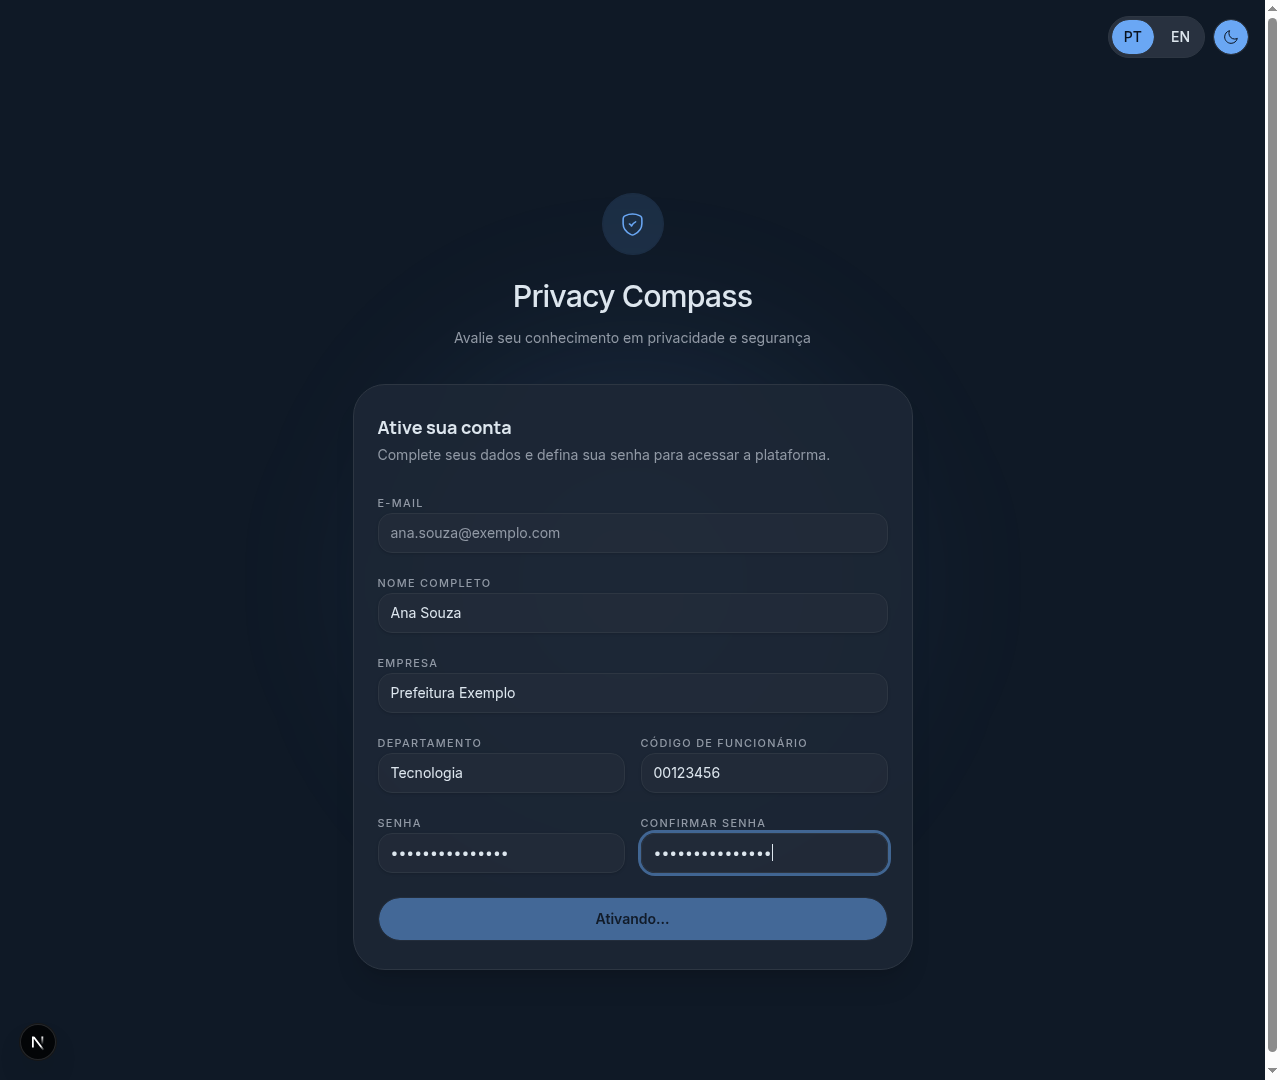 PT EN
Privacy Compass
Avalie seu conhecimento em privacidade e segurança
Ative sua conta
Complete seus dados e defina sua senha para acessar a plataforma.
E-MAIL
ana.souza@exemplo.com
NOME COMPLETO
Ana Souza
EMPRESA
Prefeitura Exemplo
DEPARTAMENTO
Tecnologia
CÓDIGO DE FUNCIONÁRIO
00123456
SENHA
•••••••••••••••
CONFIRMAR SENHA
•••••••••••••••
Ativando...
N